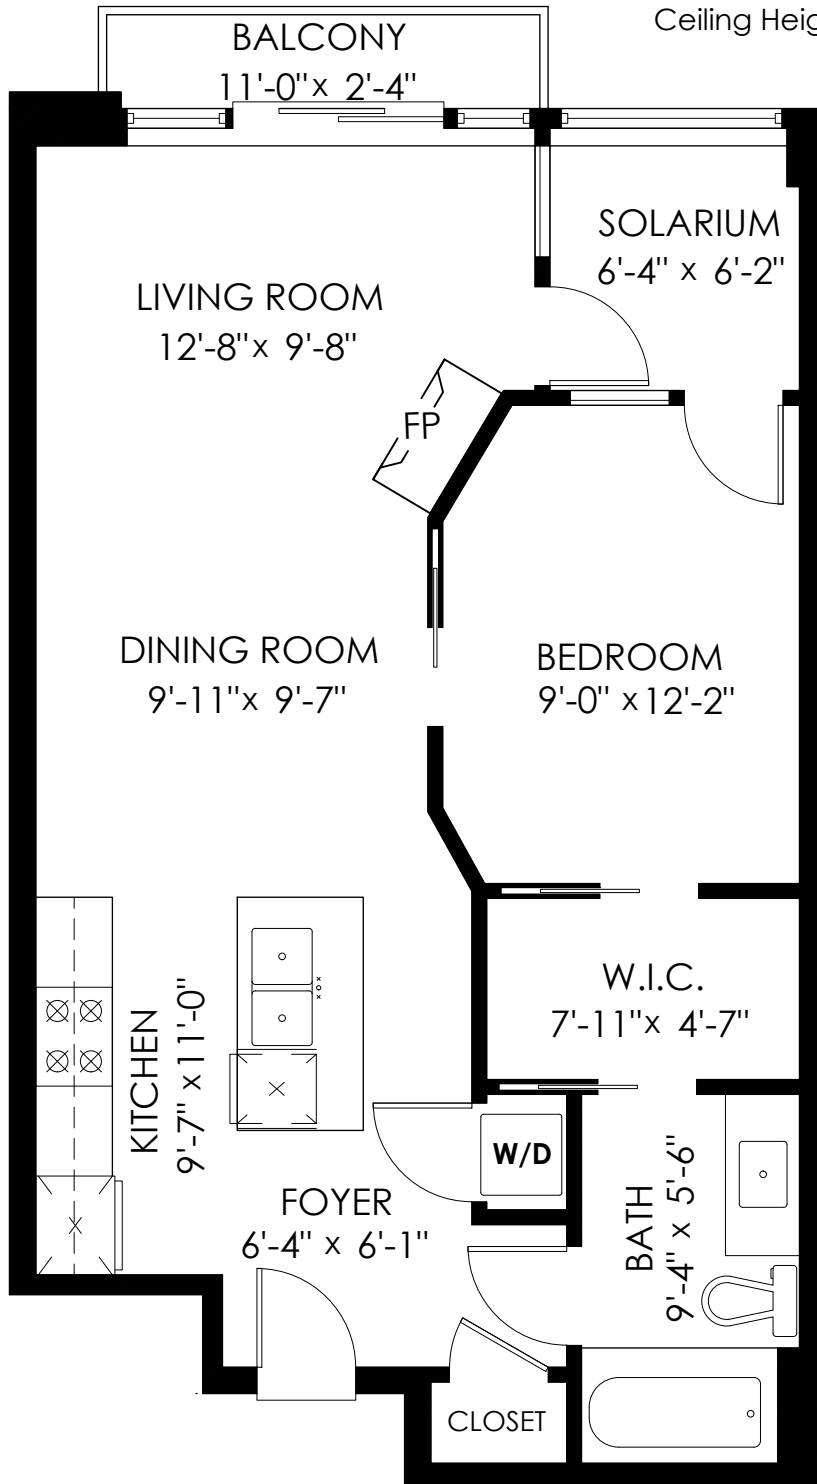 Ceiling Heig
BALCONY
11'-0" x 2'-4"
SOLARIUM
6'-4" x 6'-2"
LIVING ROOM
12'-8" x 9'-8"
FP
DINING ROOM
9'-11" x 9'-7"
BEDROOM
9'-0" x 12'-2"
W.I.C.
7'-11" x 4'-7"
KITCHEN
9'-7" x 11'-0"
W/D
FOYER
6'-4" x 6'-1"
BATH
9'-4" x 5'-6"
CLOSET